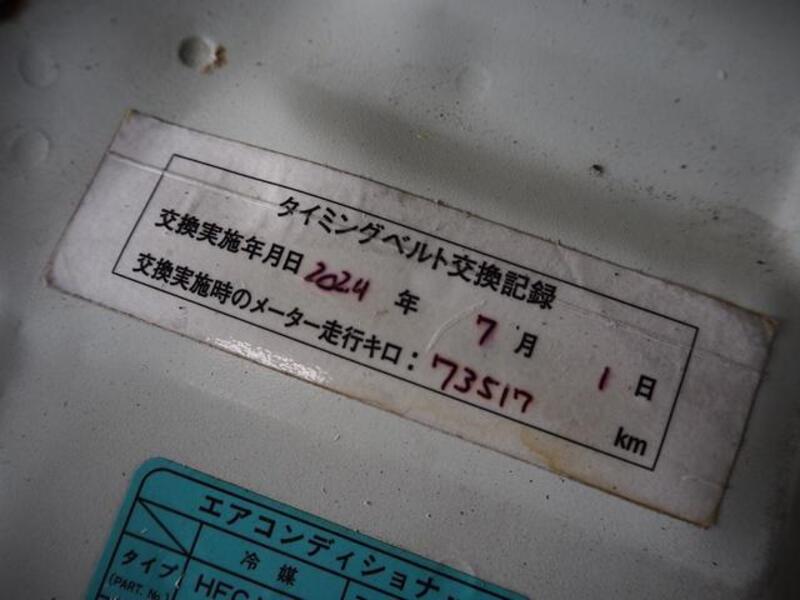 タイミングベルト交換記録
交換実施年月日 2024 年 7 月 1 日
交換実施時のメーター走行キロ：73517
km
エアコンディショナ
冷媒
タイプ
(PART. No.)